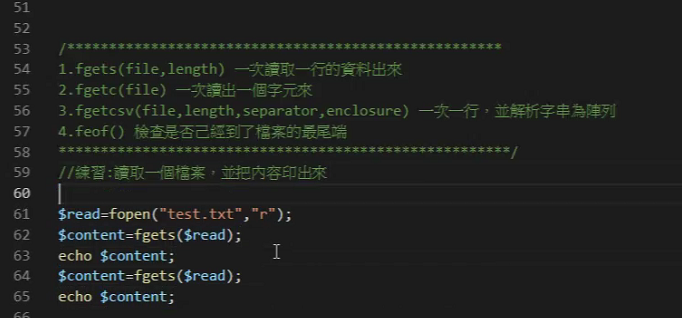 51
52
53 /****************************************************
54 1.fgets(file,length) 一次讀取一行的資料出來
55 2.fgetc(file) 一次讀出一個字元來
56 3.fgetcsv(file,length,separator,enclosure) 一次一行，並解析字串為陣列
57 4.feof() 檢查是否己經到了檔案的最尾端
58 ******************************************************/
59 //練習:讀取一個檔案，並把內容印出來
60
61 $read=fopen("test.txt","r");
62 $content=fgets($read);
63 echo $content;
64 $content=fgets($read);
65 echo $content;
66